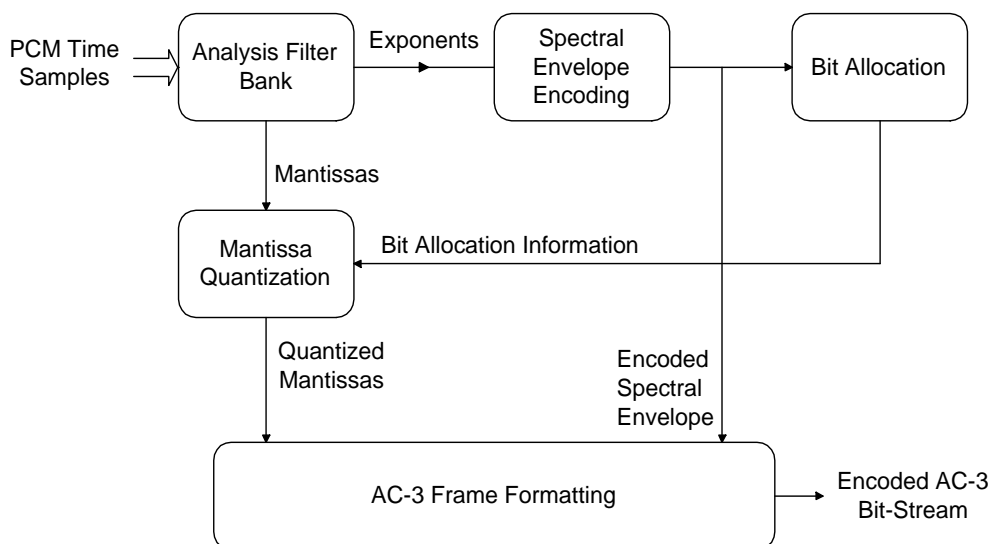 PCM Time
Samples
Analysis Filter
Bank
Exponents
Spectral
Envelope
Encoding
Bit Allocation
Mantissas
Mantissa
Quantization
Bit Allocation Information
Quantized
Mantissas
Encoded
Spectral
Envelope
AC-3 Frame Formatting
Encoded AC-3
Bit-Stream